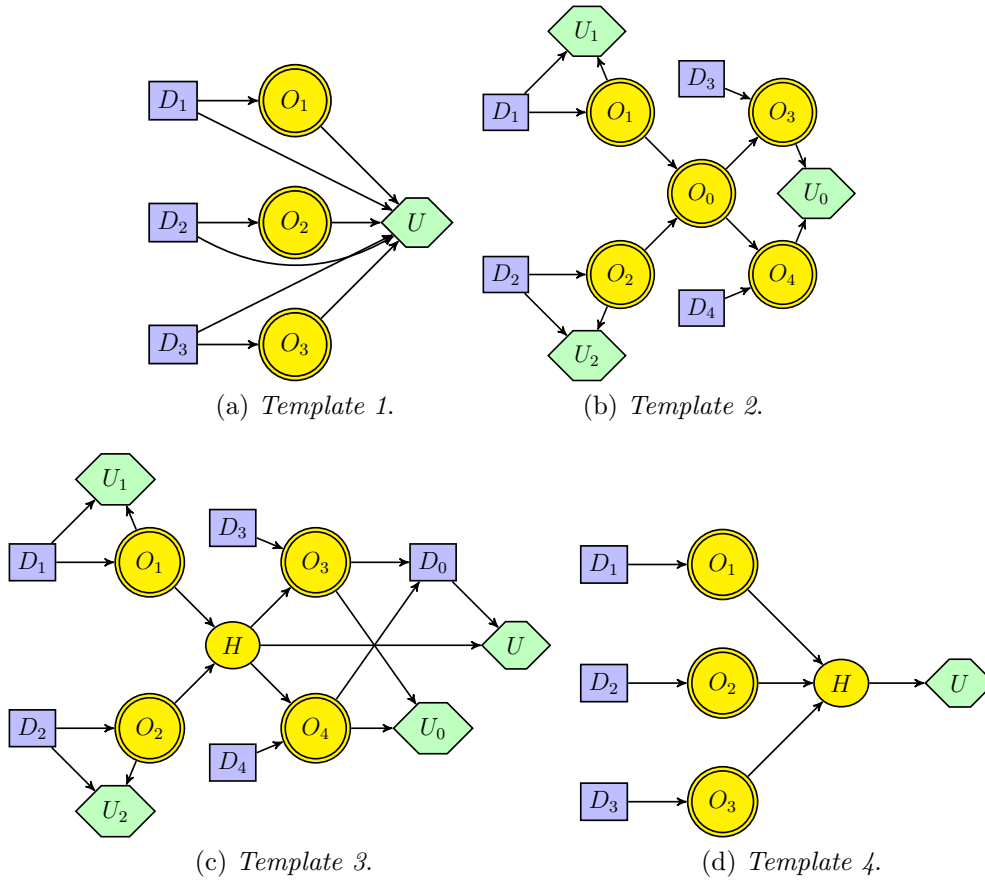 D₁ O₁
D₂ O₂ U
D₃ O₃
(a) Template 1.
U₁
D₁ O₁ D₃ O₃
O₀ U₀
D₂ O₂ D₄ O₄
U₂
(b) Template 2.
U₁
D₁ O₁ D₃ O₃ D₀
H U
D₂ O₂ D₄ O₄ U₀
U₂
(c) Template 3.
D₁ O₁
D₂ O₂ H U
D₃ O₃
(d) Template 4.